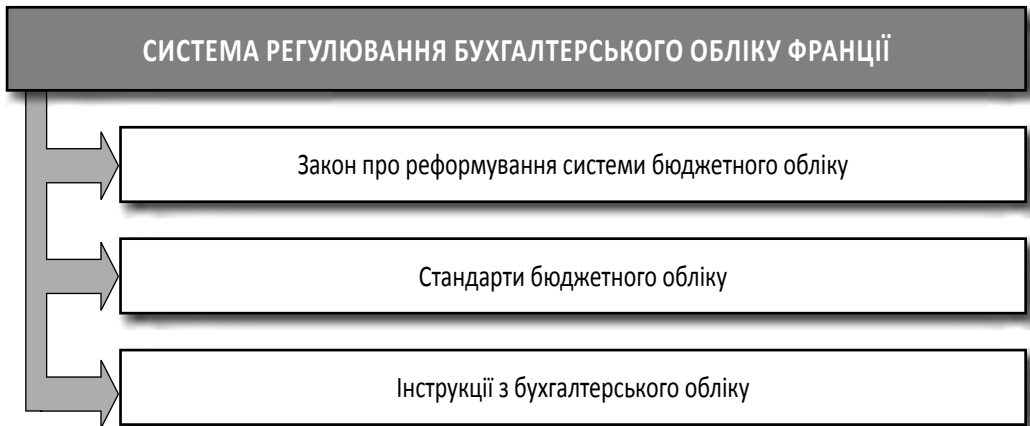 СИСТЕМА РЕГУЛЮВАННЯ БУХГАЛТЕРСЬКОГО ОБЛІКУ ФРАНЦІЇ
Закон про реформування системи бюджетного обліку
Стандарти бюджетного обліку
Інструкції з бухгалтерського обліку